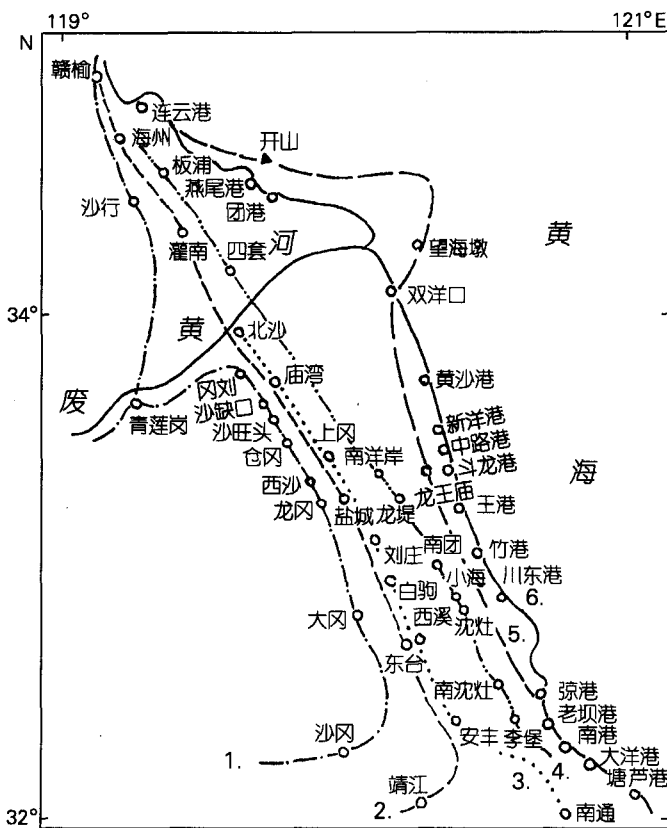 119°
121°E
N
赣榆
连云港
海州
开山
板浦
燕尾港
团港
沙行
灌南
四套
河
望海墩
黄
双洋口
34°
黄
北沙
废
冈刘
庙湾
黄沙港
沙缺口
青莲岗
沙旺头
上冈
新洋港
仓冈
南洋岸
中路港
斗龙港
海
西沙
龙王庙
龙冈
盐城
龙堤
王港
刘庄
南团
竹港
白驹
小海
川东港
6.
大冈
西溪
沈灶
5.
东台
南沈灶
琼港
老坝港
沙冈
安丰
李堡
南港
1.
3.
4.
大洋港
靖江
塘芦港
2.
32°
南通